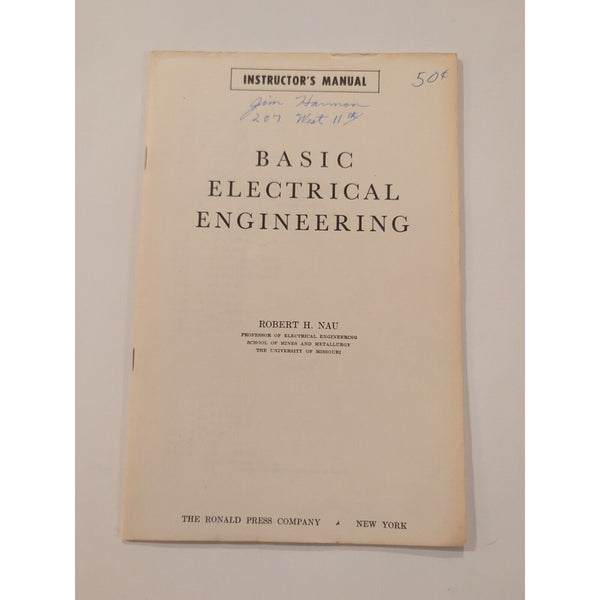 INSTRUCTOR'S MANUAL
50¢
Jim Harmon
207 West 11th
BASIC
ELECTRICAL
ENGINEERING
ROBERT H. NAU
PROFESSOR OF ELECTRICAL ENGINEERING
SCHOOL OF MINES AND METALLURGY
THE UNIVERSITY OF MISSOURI
THE RONALD PRESS COMPANY NEW YORK